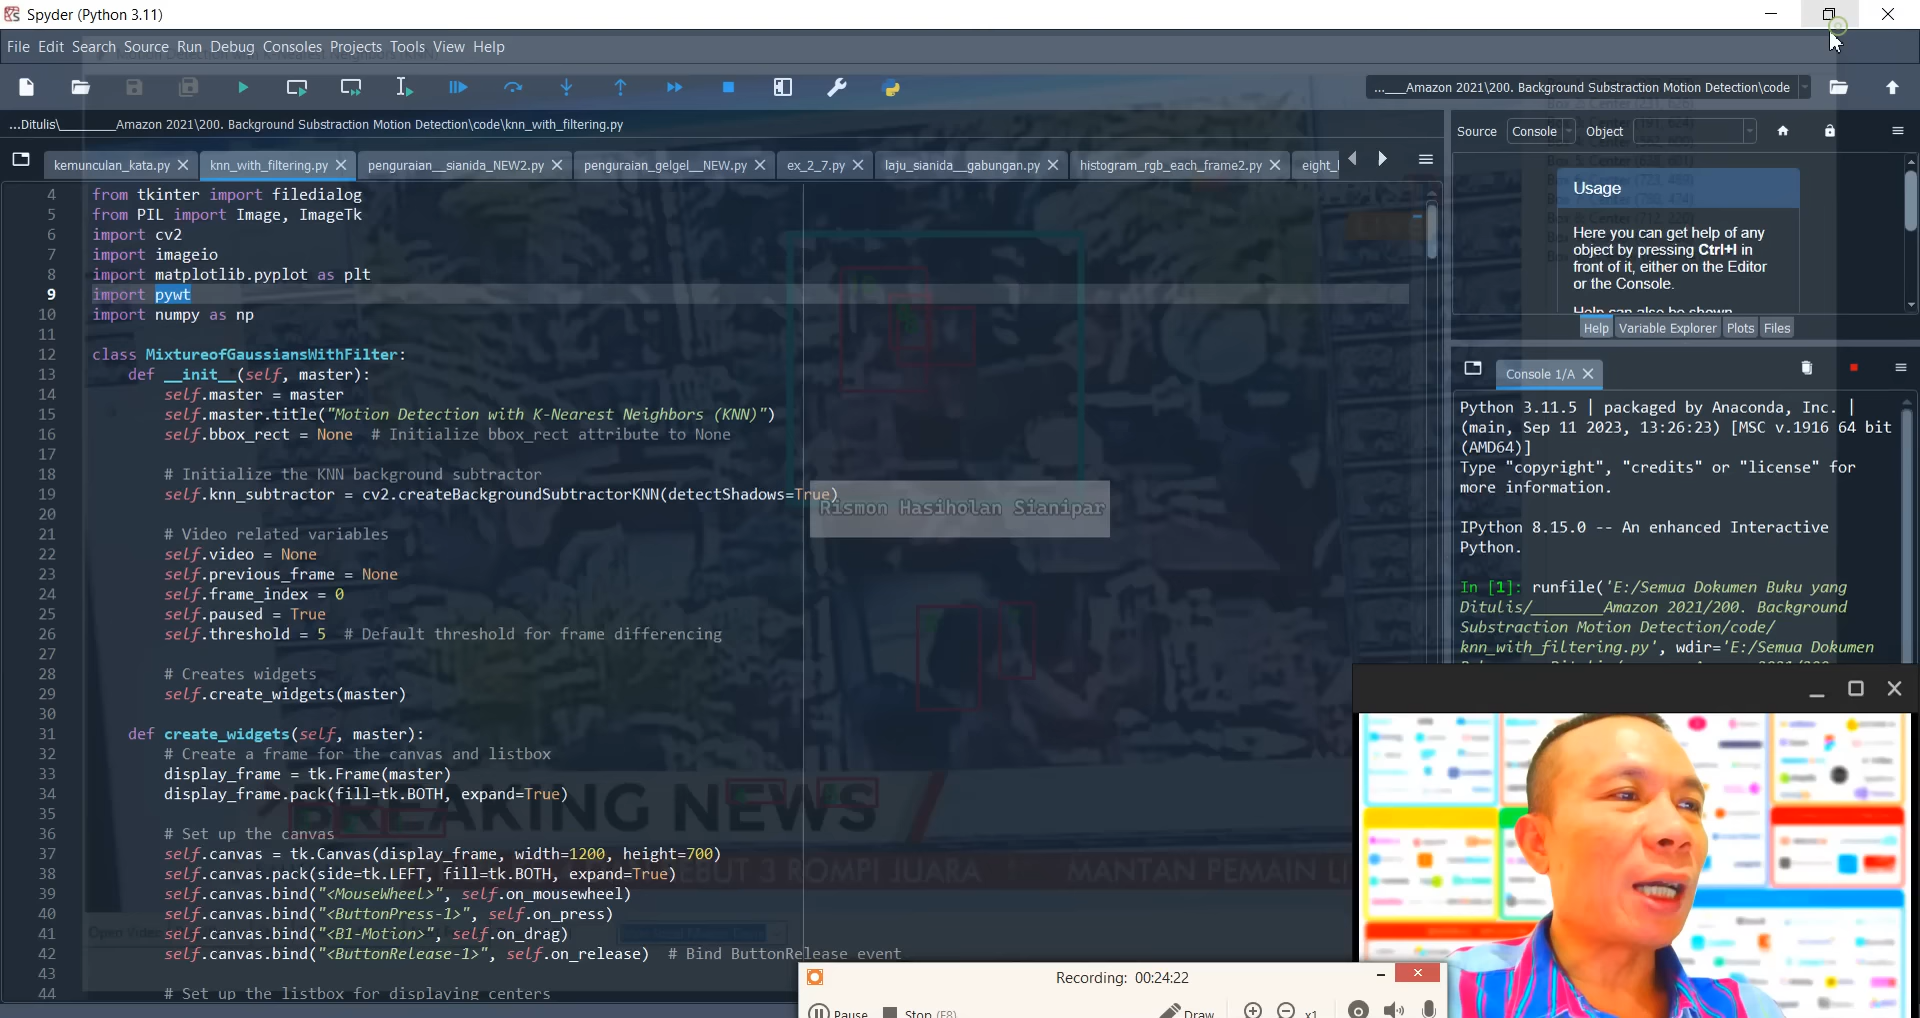 Spyder (Python 3.11)
File Edit Search Source Run Debug Consoles Projects Tools View Help
...___Amazon 2021\200. Background Substraction Motion Detection\code
...Ditulis\________Amazon 2021\200. Background Substraction Motion Detection\code\knn_with_filtering.py
kemunculan_kata.py knn_with_filtering.py penguraian__sianida_NEW2.py penguraian_gelgel__NEW.py ex_2_7.py laju_sianida__gabungan.py histogram_rgb_each_frame2.py
4 from tkinter import filedialog
5 from PIL import Image, ImageTk
6 import cv2
7 import imageio
8 import matplotlib.pyplot as plt
9 import pywt
10 import numpy as np
11
12 class MixtureofGaussiansWithFilter:
13 def __init__(self, master):
14 self.master = master
15 self.master.title("Motion Detection with K-Nearest Neighbors (KNN)")
16 self.bbox_rect = None # Initialize bbox_rect attribute to None
17
18 # Initialize the KNN background subtractor
19 self.knn_subtractor = cv2.createBackgroundSubtractorKNN(detectShadows=True)
20
21 # Video related variables
22 self.video = None
23 self.previous_frame = None
24 self.frame_index = 0
25 self.paused = True
26 self.threshold = 5 # Default threshold for frame differencing
27
28 # Creates widgets
29 self.create_widgets(master)
30
31 def create_widgets(self, master):
32 # Create a frame for the canvas and listbox
33 display_frame = tk.Frame(master)
34 display_frame.pack(fill=tk.BOTH, expand=True)
35
36 # Set up the canvas
37 self.canvas = tk.Canvas(display_frame, width=1200, height=700)
38 self.canvas.pack(side=tk.LEFT, fill=tk.BOTH, expand=True)
39 self.canvas.bind("<MouseWheel>", self.on_mousewheel)
40 self.canvas.bind("<ButtonPress-1>", self.on_press)
41 self.canvas.bind("<B1-Motion>", self.on_drag)
42 self.canvas.bind("<ButtonRelease-1>", self.on_release) # Bind ButtonRelease event
43
44 # Set up the listbox for displaying centers
Rismon Hasiholan Sianipar
BREAKING NEWS
BUT 3 ROMPI JUARA MANTAN PEMAIN LI
Source Console Object
Usage
Here you can get help of any
object by pressing Ctrl+I in
front of it, either on the Editor
or the Console.
Help can also be shown
Help Variable Explorer Plots Files
Console 1/A
Python 3.11.5 | packaged by Anaconda, Inc. |
(main, Sep 11 2023, 13:26:23) [MSC v.1916 64 bit
(AMD64)]
Type "copyright", "credits" or "license" for
more information.
IPython 8.15.0 -- An enhanced Interactive
Python.
In [1]: runfile('E:/Semua Dokumen Buku yang
Ditulis/________Amazon 2021/200. Background
Substraction Motion Detection/code/
knn_with_filtering.py', wdir='E:/Semua Dokumen
Recording: 00:24:22
Pause Stop (F8) Draw x1